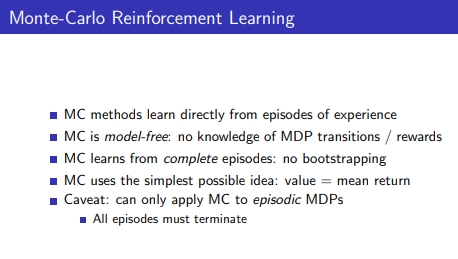 Monte-Carlo Reinforcement Learning
MC methods learn directly from episodes of experience
MC is model-free: no knowledge of MDP transitions / rewards
MC learns from complete episodes: no bootstrapping
MC uses the simplest possible idea: value = mean return
Caveat: can only apply MC to episodic MDPs
All episodes must terminate